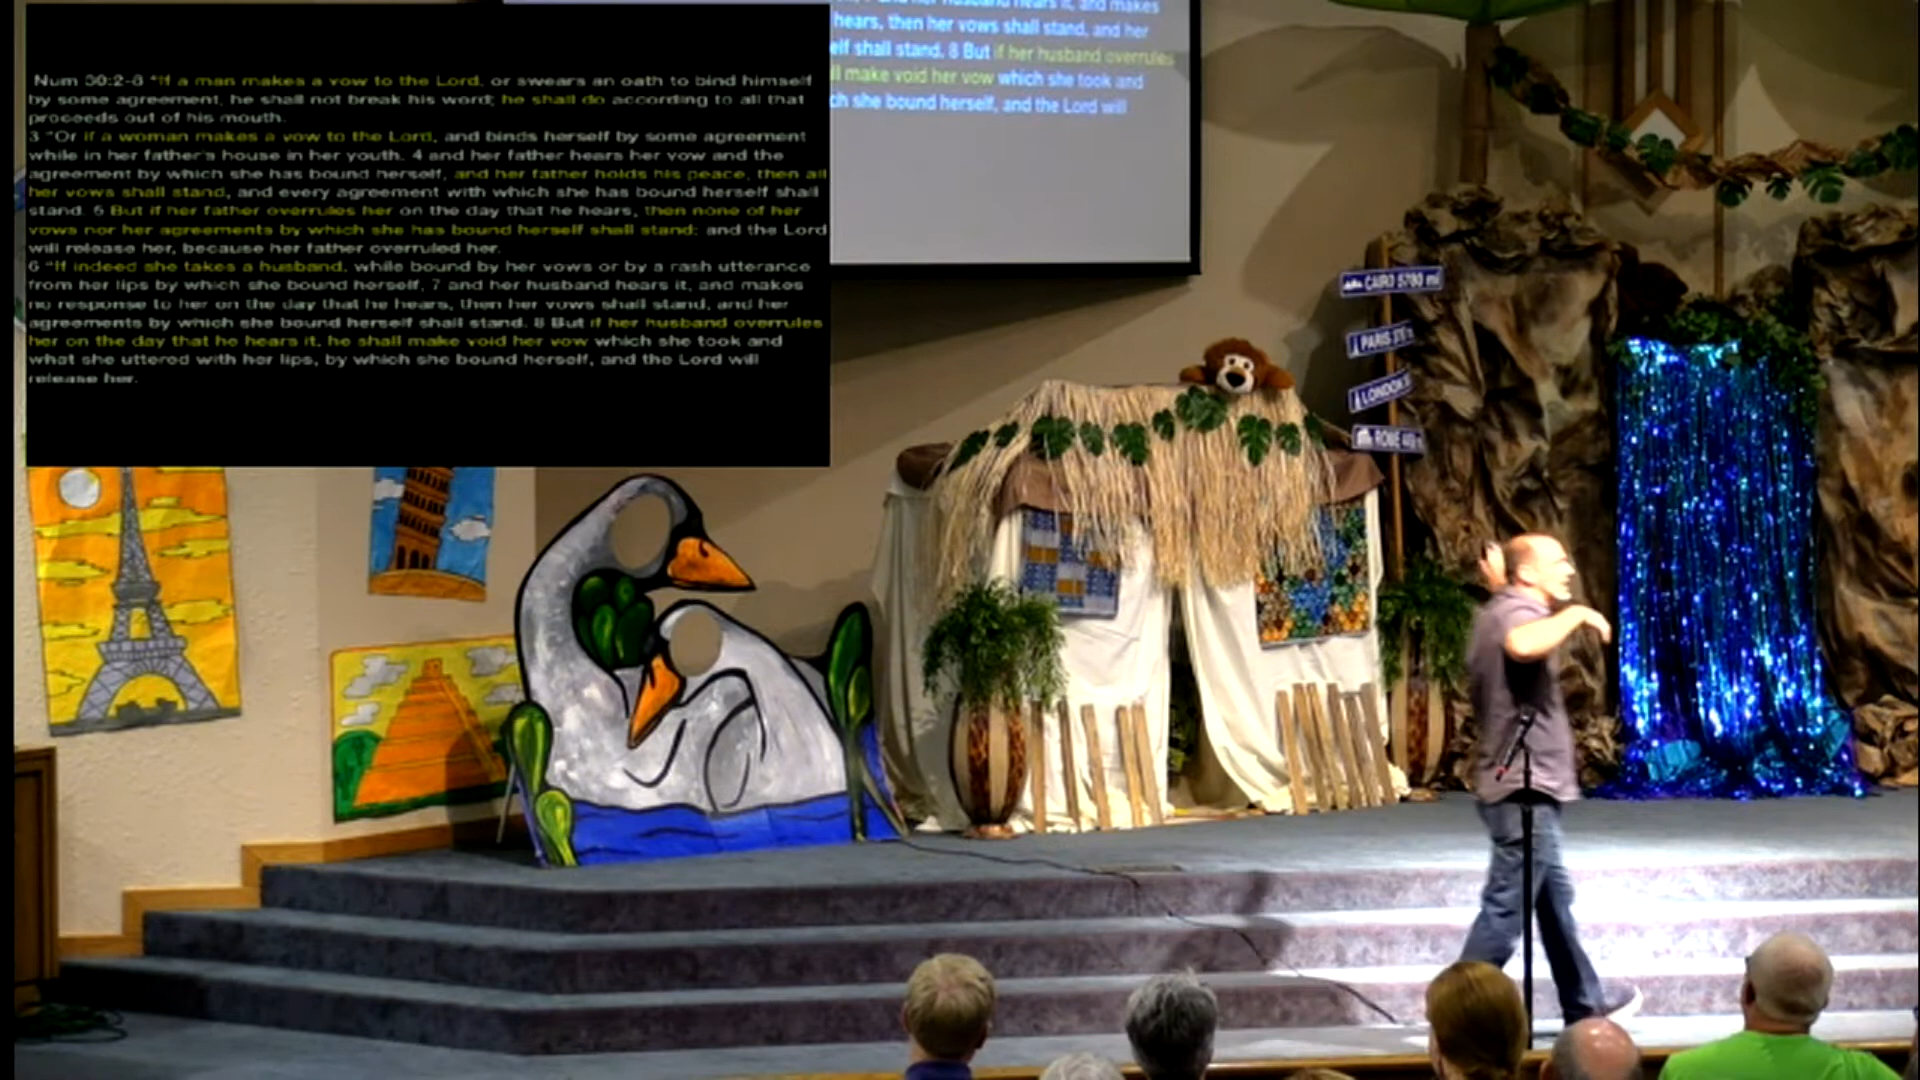 Num 30:2-8 "If a man makes a vow to the Lord, or swears an oath to bind himself
by some agreement, he shall not break his word; he shall do according to all that
proceeds out of his mouth.
3 "Or if a woman makes a vow to the Lord, and binds herself by some agreement
while in her father's house in her youth, 4 and her father hears her vow and the
agreement by which she has bound herself, and her father holds his peace, then all
her vows shall stand, and every agreement with which she has bound herself shall
stand. 5 But if her father overrules her on the day that he hears, then none of her
vows nor her agreements by which she has bound herself shall stand; and the Lord
will release her, because her father overruled her.
6 "If indeed she takes a husband, while bound by her vows or by a rash utterance
from her lips by which she bound herself, 7 and her husband hears it, and makes
no response to her on the day that he hears, then her vows shall stand, and her
agreements by which she bound herself shall stand. 8 But if her husband overrules
her on the day that he hears it, he shall make void her vow which she took and
what she uttered with her lips, by which she bound herself, and the Lord will
release her.
her husband hears it, and makes
hears, then her vows shall stand, and her
elf shall stand. 8 But if her husband overrules
ll make void her vow which she took and
ch she bound herself, and the Lord will
CAIRO 5780 mi
PARIS
LONDON
ROME